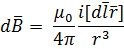 dB̅ = μ₀/4π i[dl̅r̅]/r³